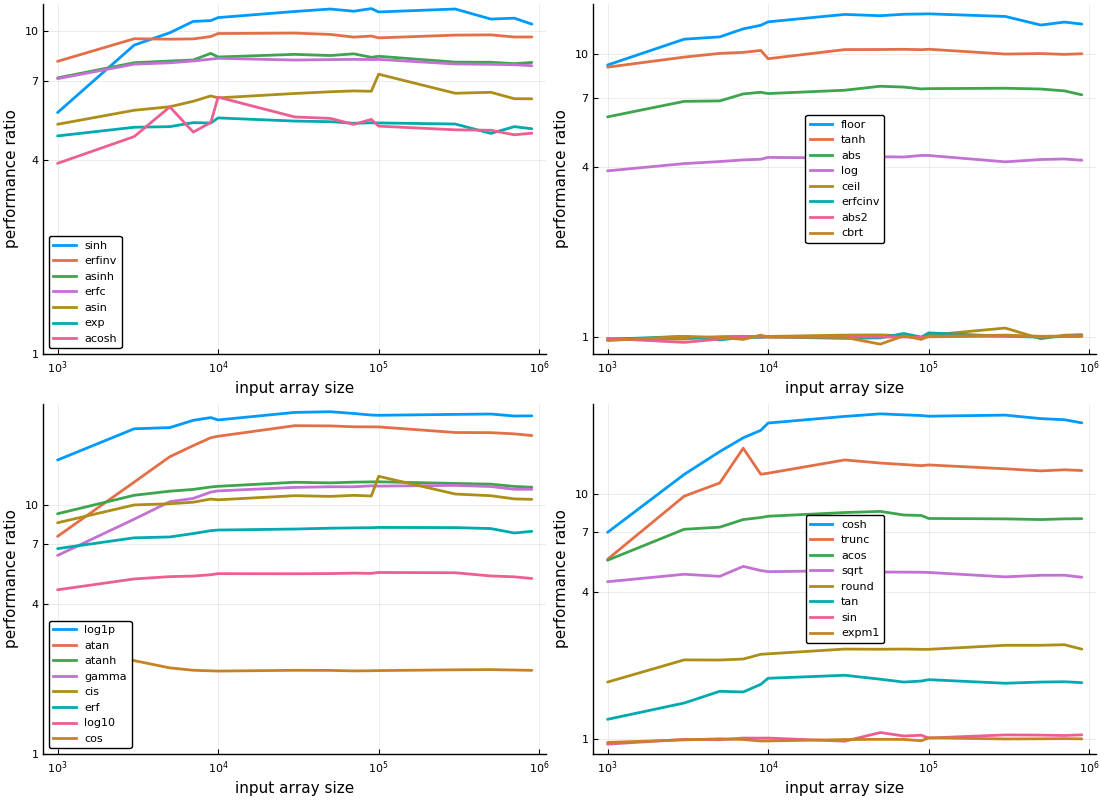 performance ratio
10
7
4
1
sinh
erfinv
asinh
erfc
asin
exp
acosh
10³
10⁴
10⁵
10⁶
input array size
performance ratio
10
7
4
1
floor
tanh
abs
log
ceil
erfcinv
abs2
cbrt
10³
10⁴
10⁵
10⁶
input array size
performance ratio
10
7
4
1
log1p
atan
atanh
gamma
cis
erf
log10
cos
10³
10⁴
10⁵
10⁶
input array size
performance ratio
10
7
4
1
cosh
trunc
acos
sqrt
round
tan
sin
expm1
10³
10⁴
10⁵
10⁶
input array size